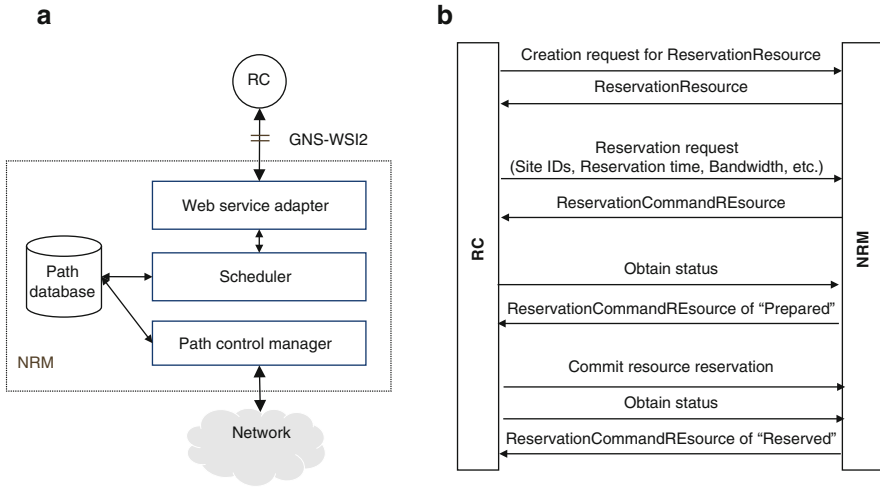 a
RC
GNS-WSI2
Web service adapter
Scheduler
Path
database
Path control manager
NRM
Network
b
RC
NRM
Creation request for ReservationResource
ReservationResource
Reservation request
(Site IDs, Reservation time, Bandwidth, etc.)
ReservationCommandREsource
Obtain status
ReservationCommandREsource of “Prepared”
Commit resource reservation
Obtain status
ReservationCommandREsource of “Reserved”